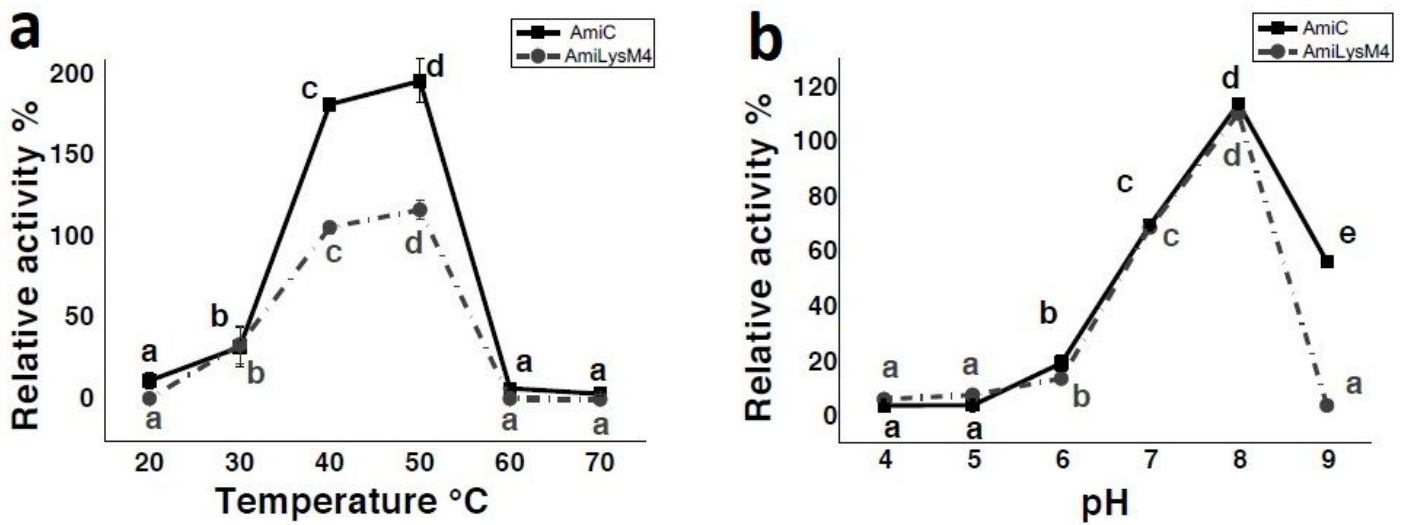 a
AmiC
AmiLysM4
Relative activity %
200
150
100
50
0
a
b
c
d
a
a
a
b
c
d
a
a
20 30 40 50 60 70
Temperature °C
b
AmiC
AmiLysM4
Relative activity %
120
100
80
60
40
20
0
a
a
b
c
d
e
a
a
b
c
d
a
4 5 6 7 8 9
pH